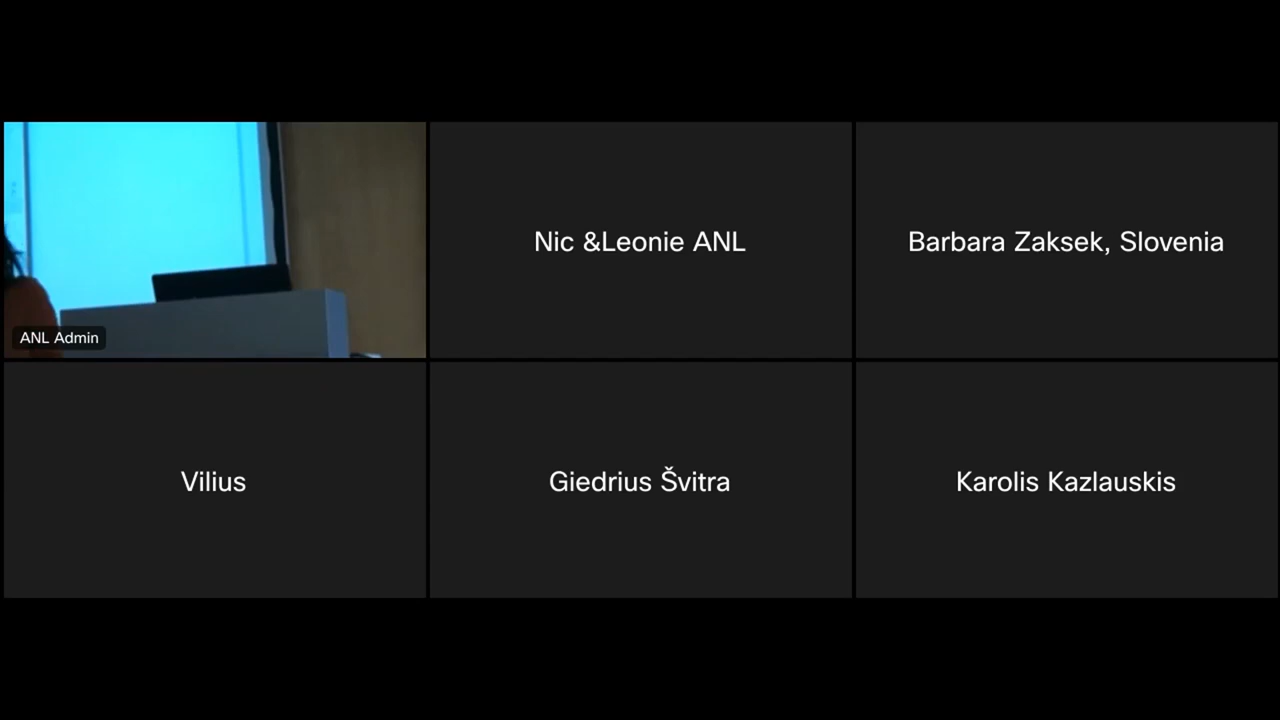 ANL Admin
Nic &Leonie ANL
Barbara Zaksek, Slovenia
Vilius
Giedrius Švitra
Karolis Kazlauskis